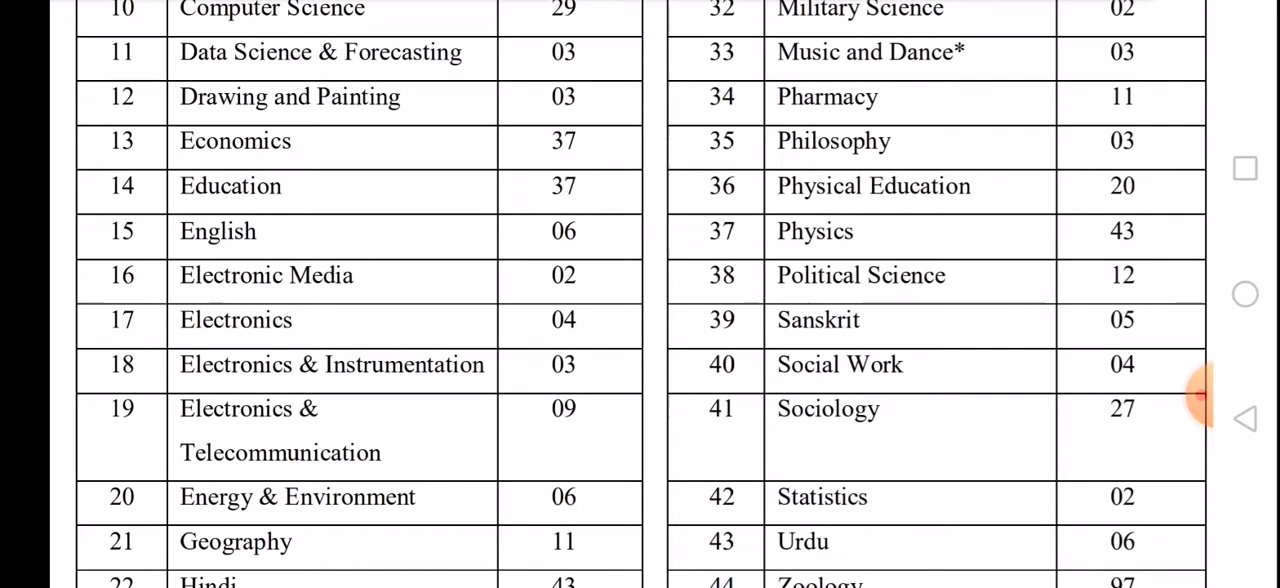 10 Computer Science 29 32 Military Science 02
11 Data Science & Forecasting 03 33 Music and Dance* 03
12 Drawing and Painting 03 34 Pharmacy 11
13 Economics 37 35 Philosophy 03
14 Education 37 36 Physical Education 20
15 English 06 37 Physics 43
16 Electronic Media 02 38 Political Science 12
17 Electronics 04 39 Sanskrit 05
18 Electronics & Instrumentation 03 40 Social Work 04
19 Electronics & 09 41 Sociology 27
Telecommunication
20 Energy & Environment 06 42 Statistics 02
21 Geography 11 43 Urdu 06
22 Hindi 43 44 Zoology 97